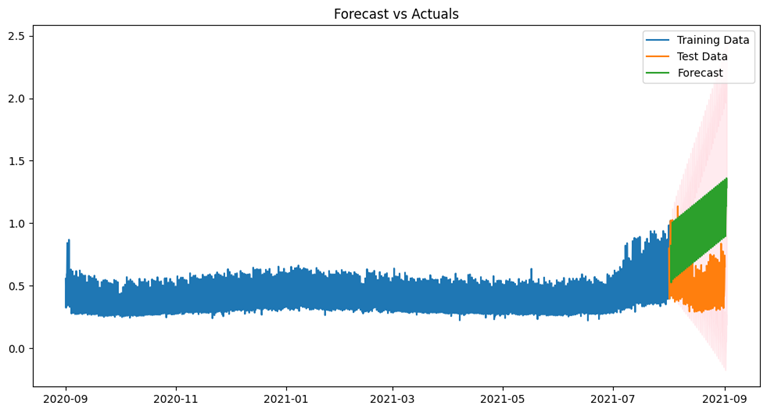 Forecast vs Actuals
Training Data
Test Data
Forecast
2.5
2.0
1.5
1.0
0.5
0.0
2020-09 2020-11 2021-01 2021-03 2021-05 2021-07 2021-09